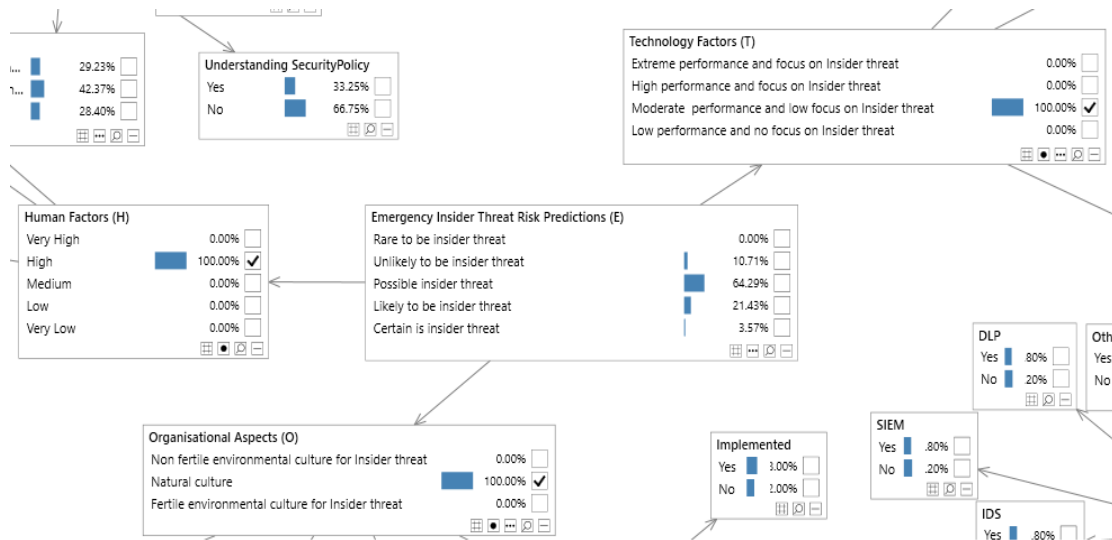 29.23%
42.37%
28.40%
Understanding SecurityPolicy
Yes 33.25%
No 66.75%
Technology Factors (T)
Extreme performance and focus on Insider threat 0.00%
High performance and focus on Insider threat 0.00%
Moderate performance and low focus on Insider threat 100.00%
Low performance and no focus on Insider threat 0.00%
Human Factors (H)
Very High 0.00%
High 100.00%
Medium 0.00%
Low 0.00%
Very Low 0.00%
Emergency Insider Threat Risk Predictions (E)
Rare to be insider threat 0.00%
Unlikely to be insider threat 10.71%
Possible insider threat 64.29%
Likely to be insider threat 21.43%
Certain is insider threat 3.57%
Organisational Aspects (O)
Non fertile environmental culture for Insider threat 0.00%
Natural culture 100.00%
Fertile environmental culture for Insider threat 0.00%
DLP
Yes .80%
No .20%
Oth
Yes
No
SIEM
Yes .80%
No .20%
Implemented
Yes 3.00%
No 2.00%
IDS
Yes .80%